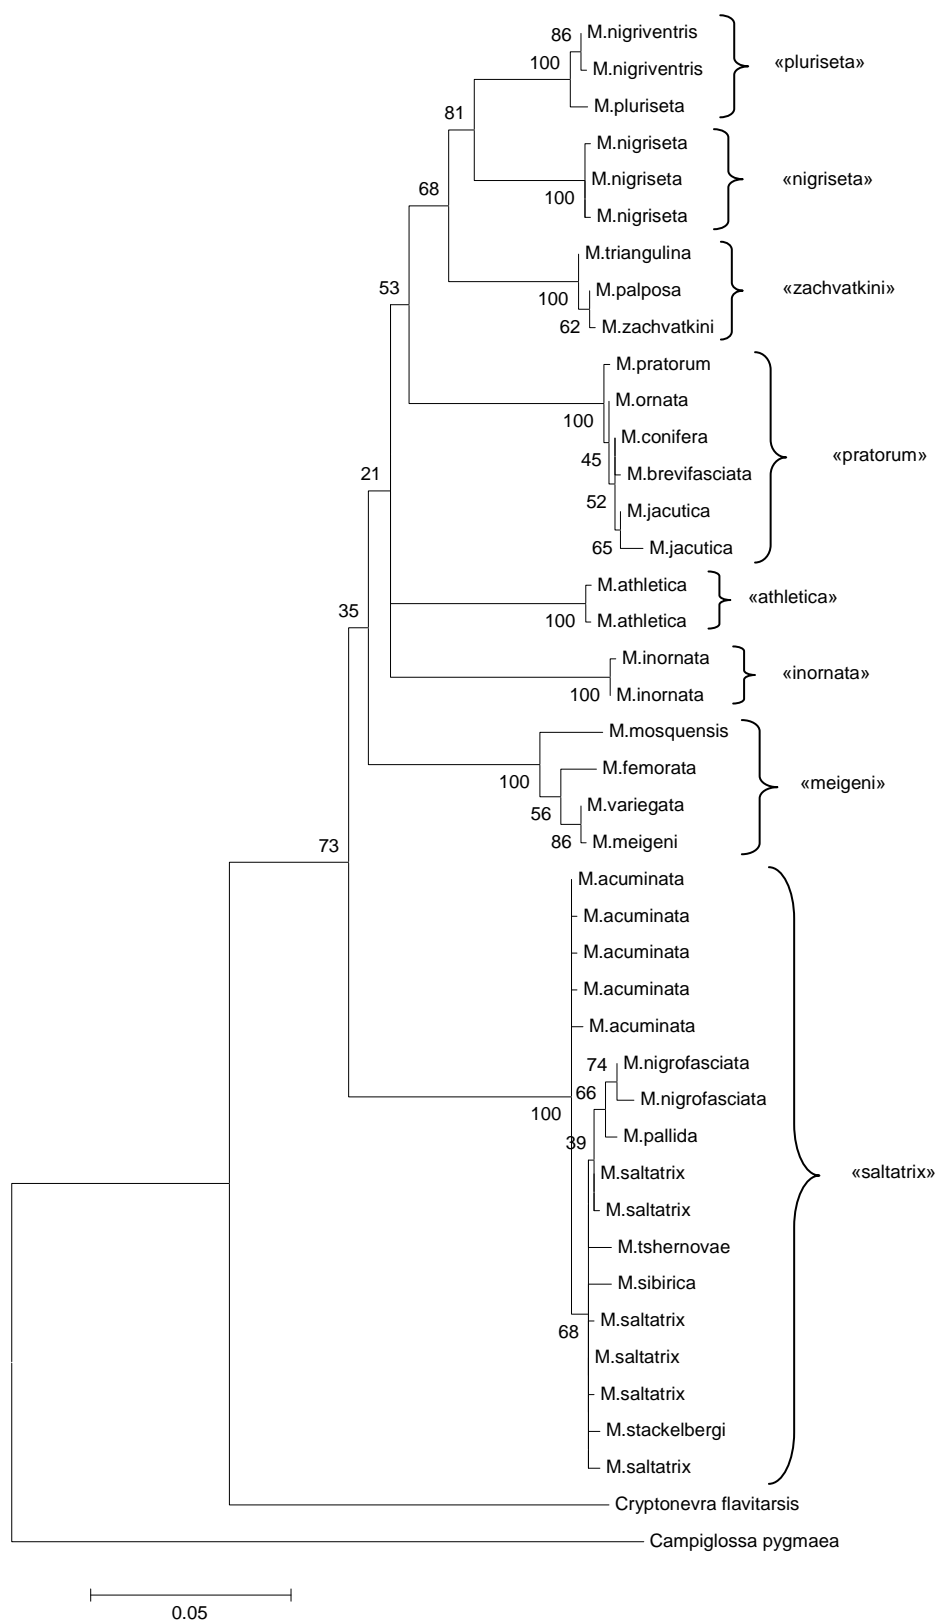 86
M.nigriventris
100
M.nigriventris
«pluriseta»
M.pluriseta
81
M.nigriseta
M.nigriseta
«nigriseta»
100
M.nigriseta
68
M.triangulina
M.palposa
«zachvatkini»
100
62
M.zachvatkini
53
M.pratorum
M.ornata
100
M.conifera
«pratorum»
45
M.brevifasciata
52
M.jacutica
65
M.jacutica
21
M.athletica
«athletica»
100
M.athletica
M.inornata
«inornata»
100
M.inornata
35
M.mosquensis
M.femorata
100
«meigeni»
M.variegata
56
86
M.meigeni
73
M.acuminata
M.acuminata
M.acuminata
M.acuminata
M.acuminata
74
M.nigrofasciata
66
M.nigrofasciata
100
M.pallida
39
M.saltatrix
«saltatrix»
M.saltatrix
M.tshernovae
M.sibirica
M.saltatrix
68
M.saltatrix
M.saltatrix
M.stackelbergi
M.saltatrix
Cryptonevra flavitarsis
Campiglossa pygmaea
0.05